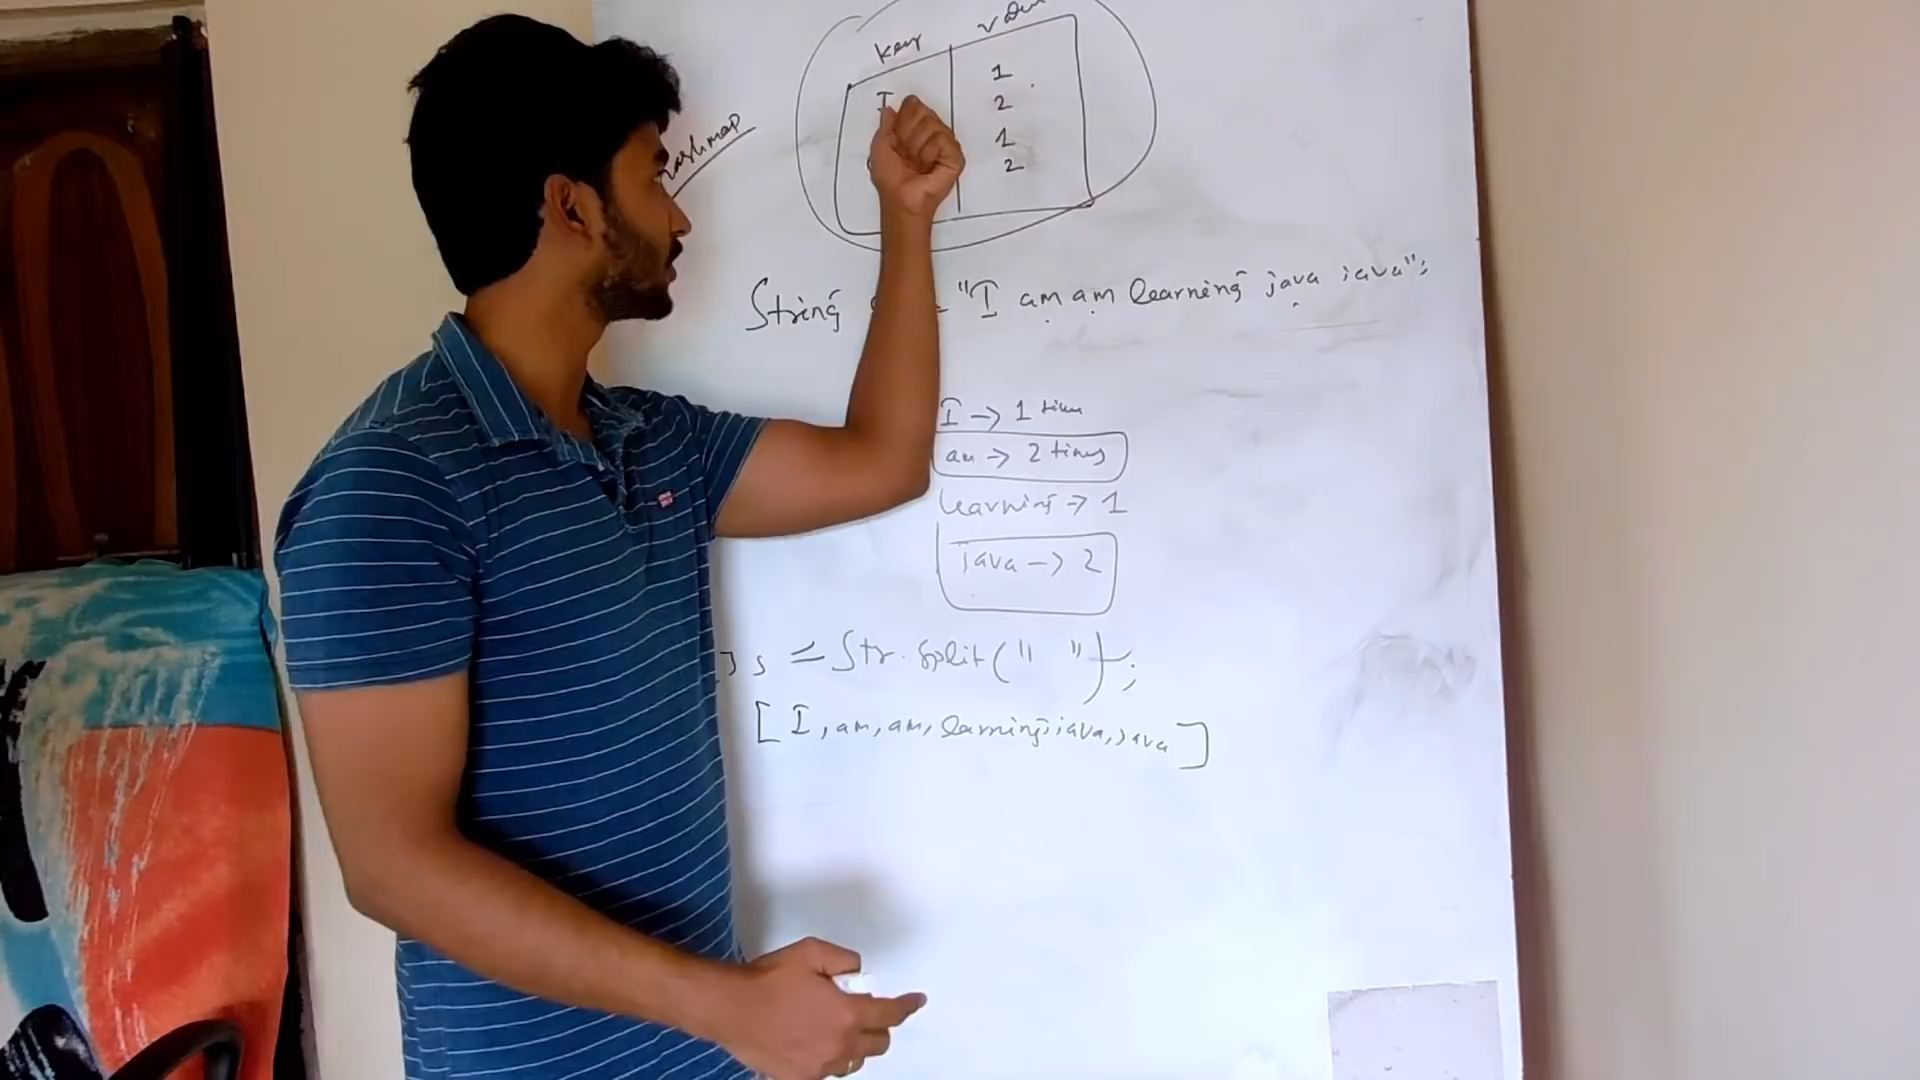 key value
I 1
2
1
2
hashmap
String = "I am am learning java java";
I -> 1 time
am -> 2 times
learning -> 1
java -> 2
] s = Str.split(" ");
[I, am, am, learning, java, java]